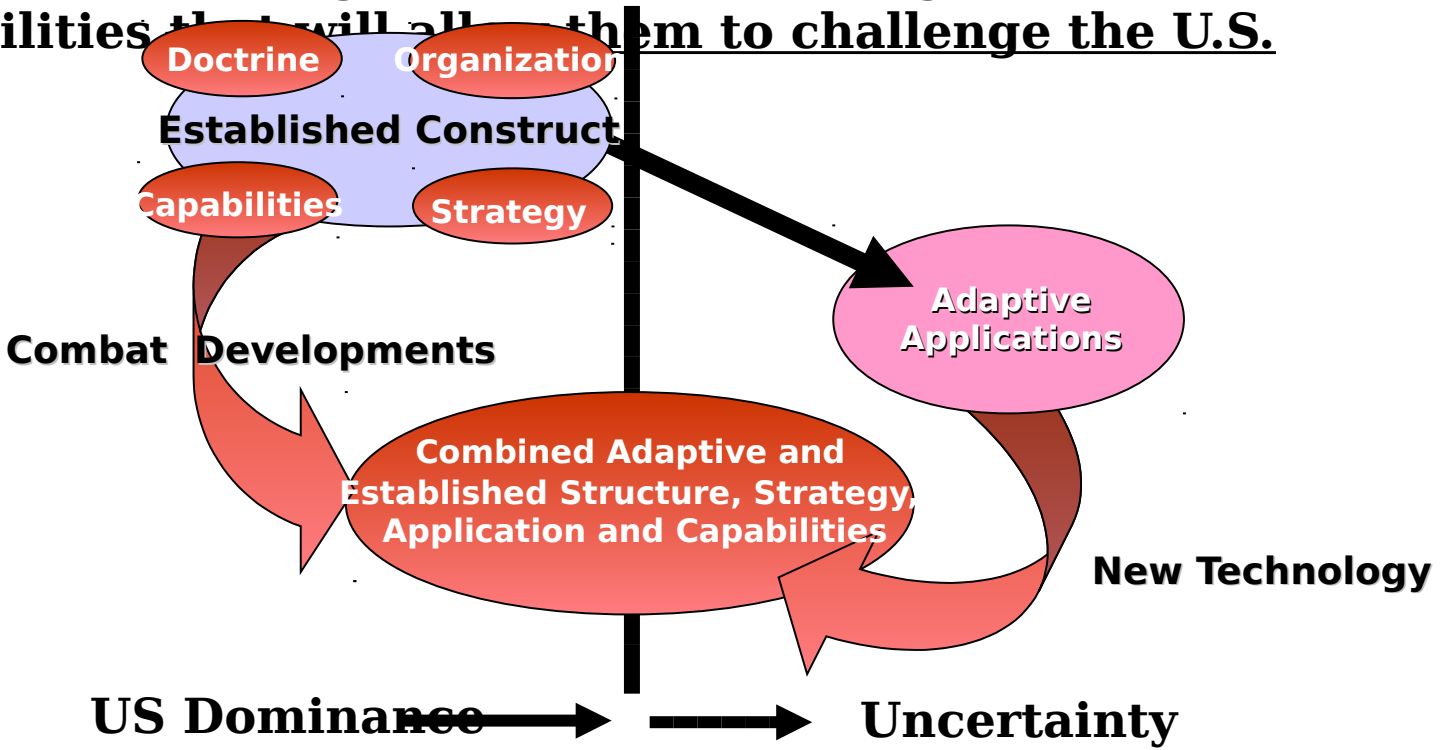 ilities that will allow them to challenge the U.S.
Doctrine
Organization
Established Construct
Capabilities
Strategy
Adaptive
Applications
Combat Developments
Combined Adaptive and
Established Structure, Strategy,
Application and Capabilities
New Technology
US Dominance
Uncertainty